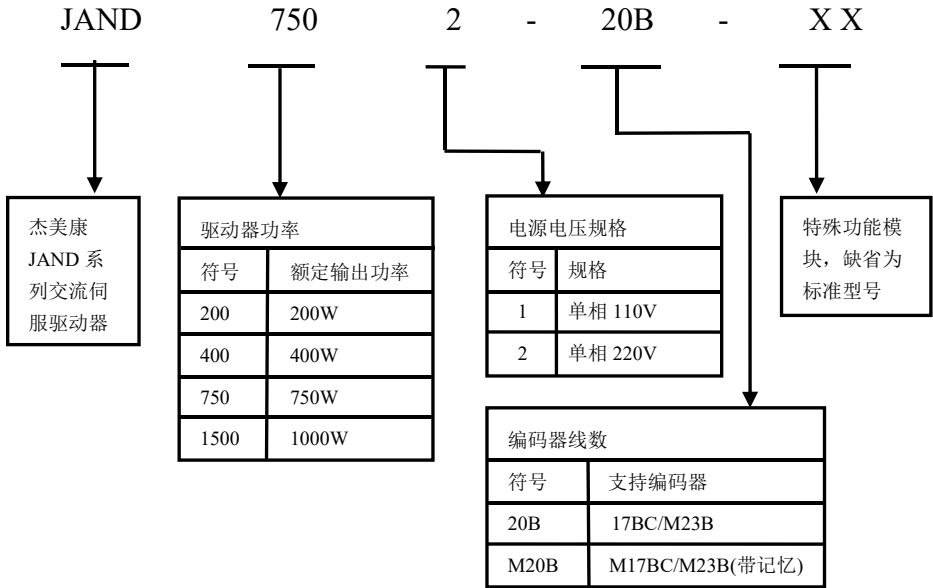 JAND 750 2 - 20B - X X
杰美康
JAND 系
列交流伺
服驱动器
驱动器功率
符号 额定输出功率
200 200W
400 400W
750 750W
1500 1000W
电源电压规格
符号 规格
1 单相 110V
2 单相 220V
特殊功能模
块，缺省为
标准型号
编码器线数
符号 支持编码器
20B 17BC/M23B
M20B M17BC/M23B(带记忆)